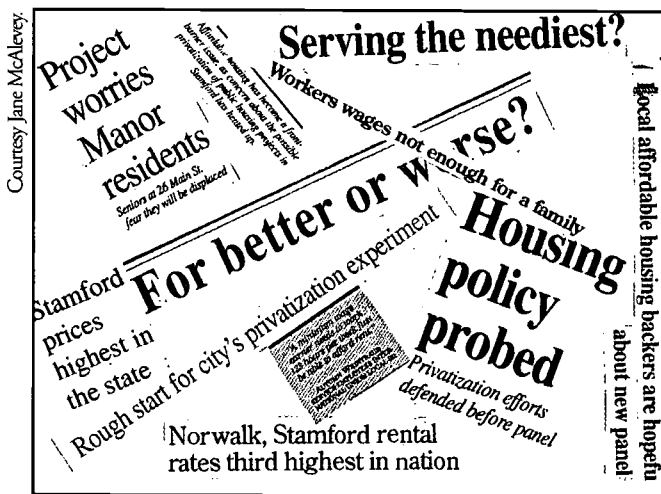 Courtesy Jane McAlevey.
Project
worries
Manor
residents
Seniors at 26 Main St.
fear they will be displaced
Affordable housing has become a front-
burner issue, as concern about the possible
privatization of public housing projects in
Stamford has heated up.
Serving the neediest?
Workers wages not enough for a family
Local affordable housing backers are hopefu
about new panel
For better or w rse?
Stamford
prices
highest in
the state
Rough start for city's privatization experiment
Housing
policy
probed
Privatization efforts
defended before panel
A minimum wage
Norwalk, Stamford rental
rates third highest in nation